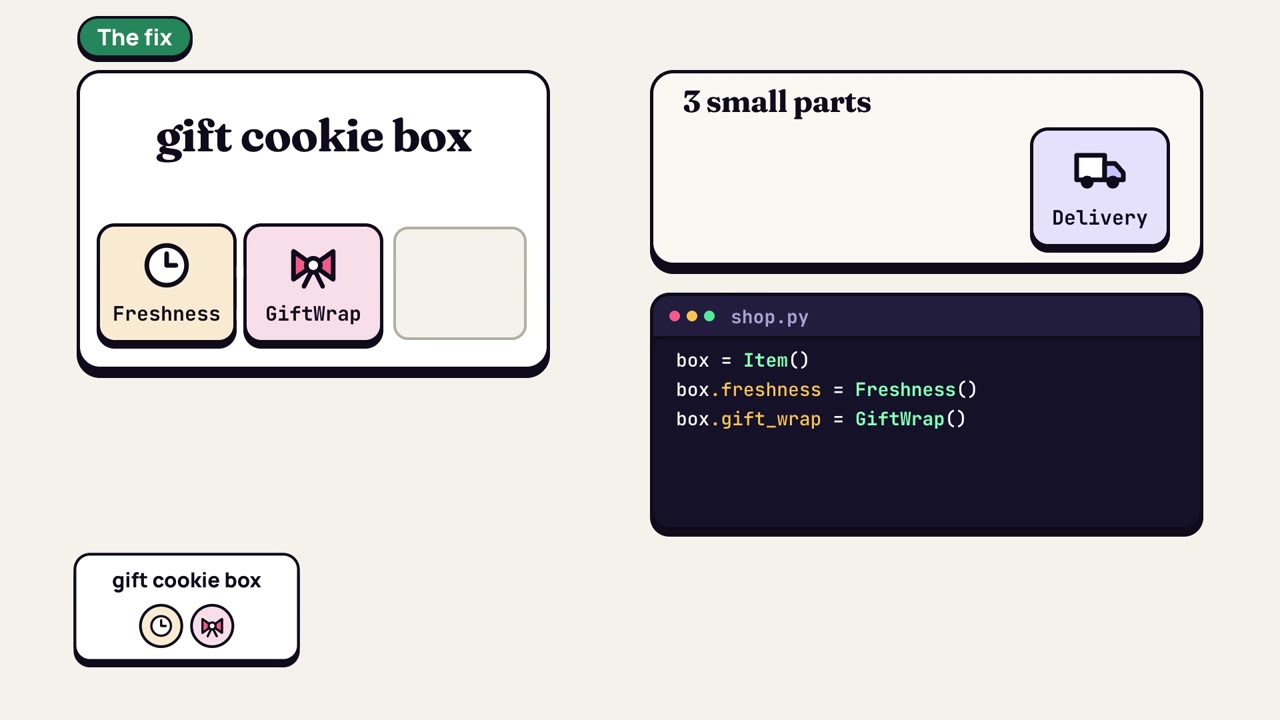 The fix
gift cookie box
Freshness
GiftWrap
3 small parts
Delivery
shop.py
box = Item()
box.freshness = Freshness()
box.gift_wrap = GiftWrap()
gift cookie box